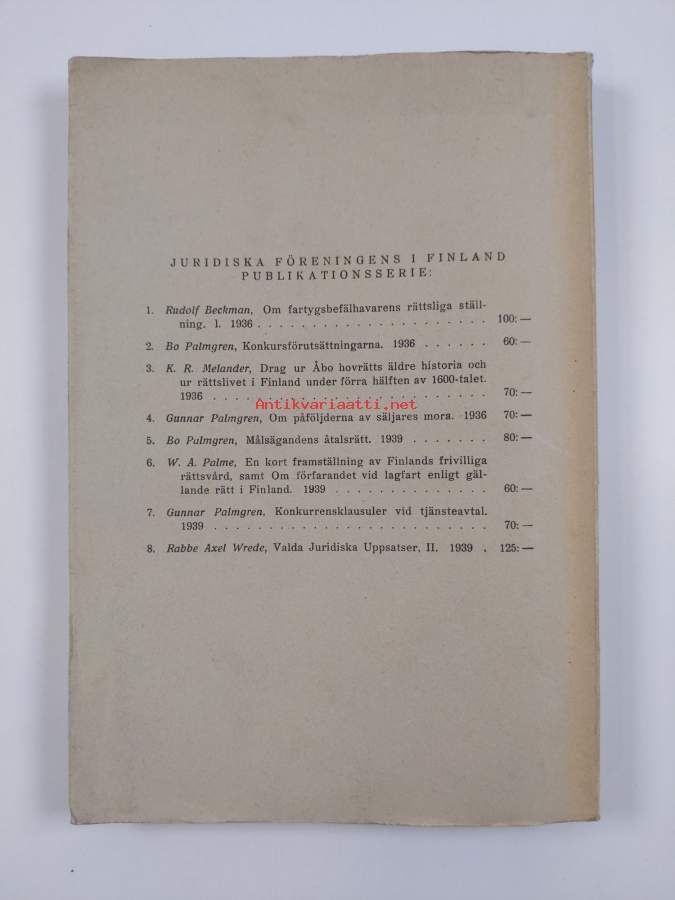 JURIDISKA FÖRENINGENS I FINLAND
PUBLIKATIONSSERIE:
1. Rudolf Beckman, Om fartygsbefälhavarens rättsliga ställ-
ning. I. 1936 . . . . . . . . . . . . . . . . . . 100: —
2. Bo Palmgren, Konkursförutsättningarna. 1936 . . . . . . 60: —
3. K. R. Melander, Drag ur Åbo hovrätts äldre historia och
ur rättslivet i Finland under förra hälften av 1600-talet.
1936 . . . . . . . . . . . . . . . . . . . . . . 70: —
Antikvariaatti.net
4. Gunnar Palmgren, Om påföljderna av säljares mora. 1936 70: —
5. Bo Palmgren, Målsägandens åtalsrätt. 1939 . . . . . . . 80: —
6. W. A. Palme, En kort framställning av Finlands frivilliga
rättsvård, samt Om förfarandet vid lagfart enligt gäl-
lande rätt i Finland. 1939 . . . . . . . . . . . . . 60: —
7. Gunnar Palmgren, Konkurrensklausuler vid tjänsteavtal.
1939 . . . . . . . . . . . . . . . . . . . . . . 70: —
8. Rabbe Axel Wrede, Valda Juridiska Uppsatser. II. 1939 . 125: —